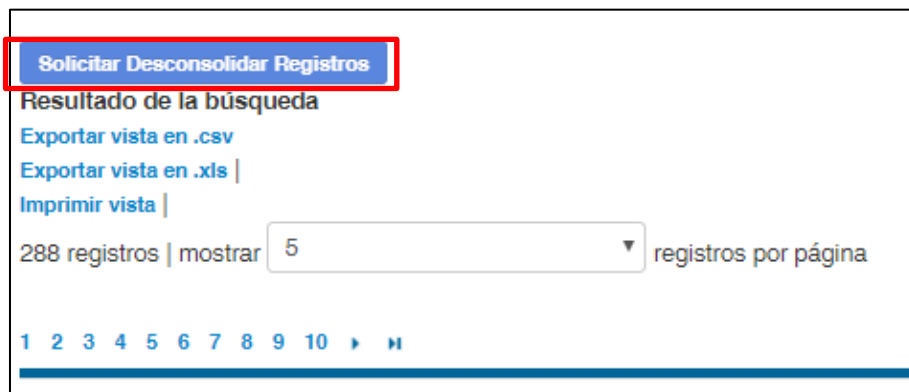 Solicitar Desconsolidar Registros
Resultado de la búsqueda
Exportar vista en .csv
Exportar vista en .xls |
Imprimir vista |
288 registros | mostrar 5 registros por página
1 2 3 4 5 6 7 8 9 10